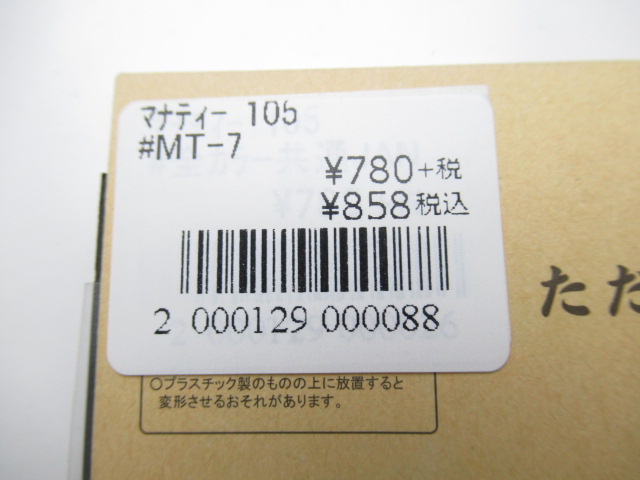 マナティー 105
#MT-7
¥780+税
¥858税込
2 000129 000088
○プラスチック製のものの上に放置すると
変形させるおそれがあります。
ただ